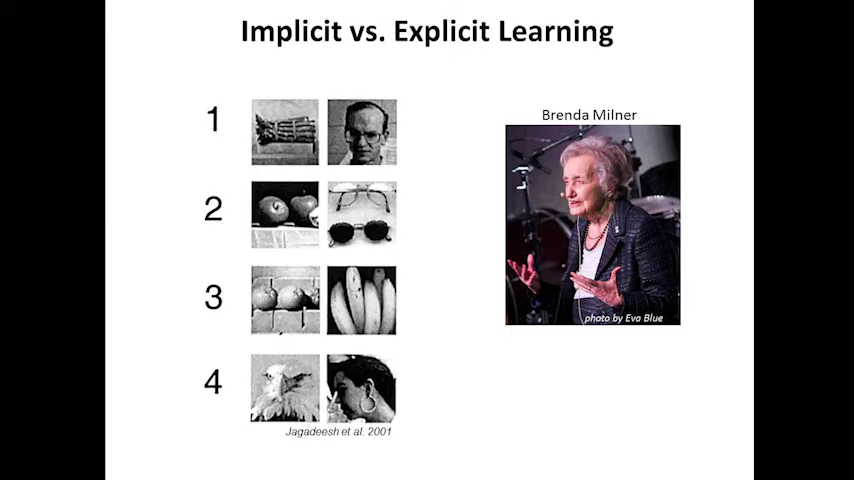 Implicit vs. Explicit Learning
1
2
3
4
Jagadeesh et al. 2001
Brenda Milner
photo by Eva Blue